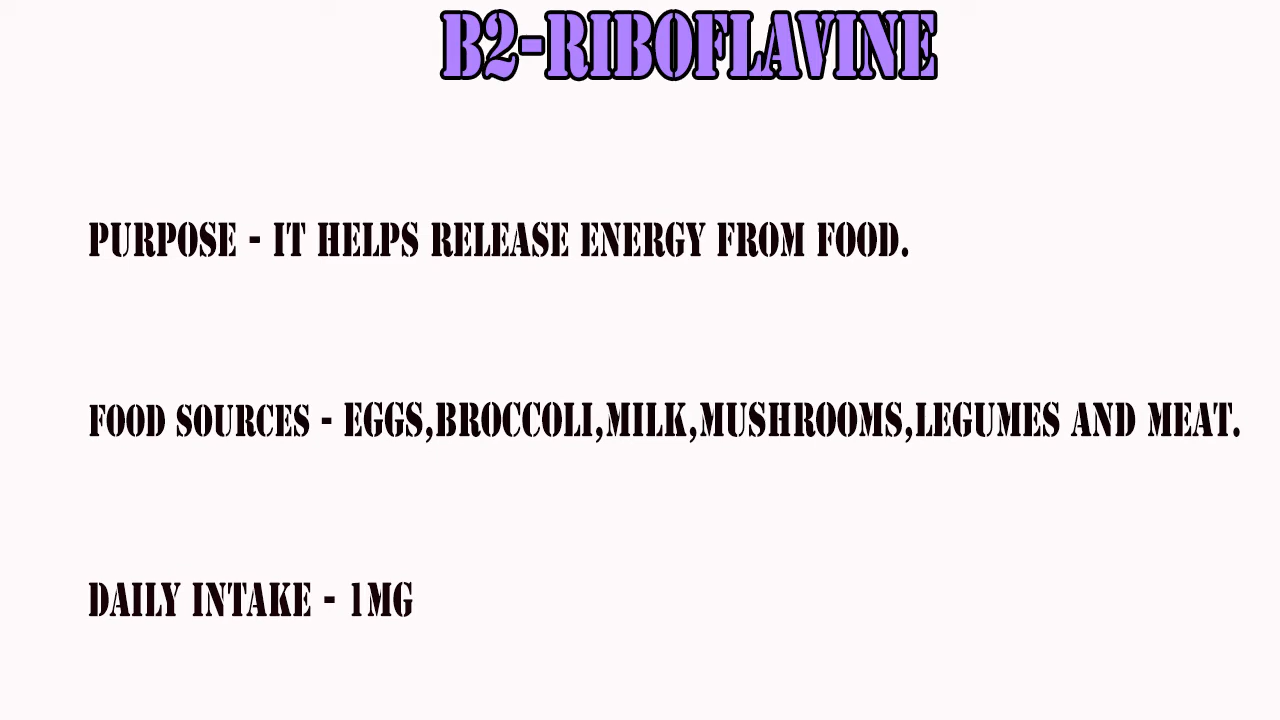 B2-RIBOFLAVINE
PURPOSE - IT HELPS RELEASE ENERGY FROM FOOD.
FOOD SOURCES - EGGS,BROCCOLI,MILK,MUSHROOMS,LEGUMES AND MEAT.
DAILY INTAKE - 1MG